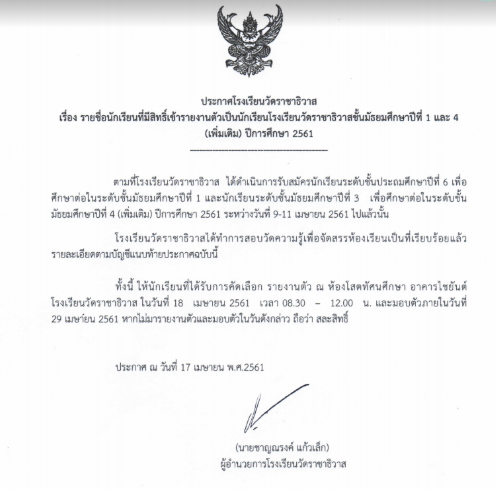 ประกาศโรงเรียนวัดราชาธิวาส
เรื่อง รายชื่อนักเรียนที่มีสิทธิ์เข้ารายงานตัวเป็นนักเรียนโรงเรียนวัดราชาธิวาสชั้นมัธยมศึกษาปีที่ 1 และ 4
(เพิ่มเติม) ปีการศึกษา 2561
ตามที่โรงเรียนวัดราชาธิวาส ได้ดำเนินการรับสมัครนักเรียนระดับชั้นประถมศึกษาปีที่ 6 เพื่อ
ศึกษาต่อในระดับชั้นมัธยมศึกษาปีที่ 1 และนักเรียนระดับชั้นมัธยมศึกษาปีที่ 3 เพื่อศึกษาต่อในระดับชั้น
มัธยมศึกษาปีที่ 4 (เพิ่มเติม) ปีการศึกษา 2561 ระหว่างวันที่ 9-11 เมษายน 2561 ไปแล้วนั้น
โรงเรียนวัดราชาธิวาสได้ทำการสอบวัดความรู้เพื่อจัดสรรห้องเรียนเป็นที่เรียบร้อยแล้ว
รายละเอียดตามบัญชีแนบท้ายประกาศฉบับนี้
ทั้งนี้ ให้นักเรียนที่ได้รับการคัดเลือก รายงานตัว ณ ห้องโสตทัศนศึกษา อาคารไชยันต์
โรงเรียนวัดราชาธิวาส ในวันที่ 18 เมษายน 2561 เวลา 08.30 – 12.00 น. และมอบตัวภายในวันที่
29 เมษายน 2561 หากไม่มารายงานตัวและมอบตัวในวันดังกล่าว ถือว่า สละสิทธิ์
ประกาศ ณ วันที่ 17 เมษายน พ.ศ.2561
(นายชาญณรงค์ แก้วเล็ก)
ผู้อำนวยการโรงเรียนวัดราชาธิวาส